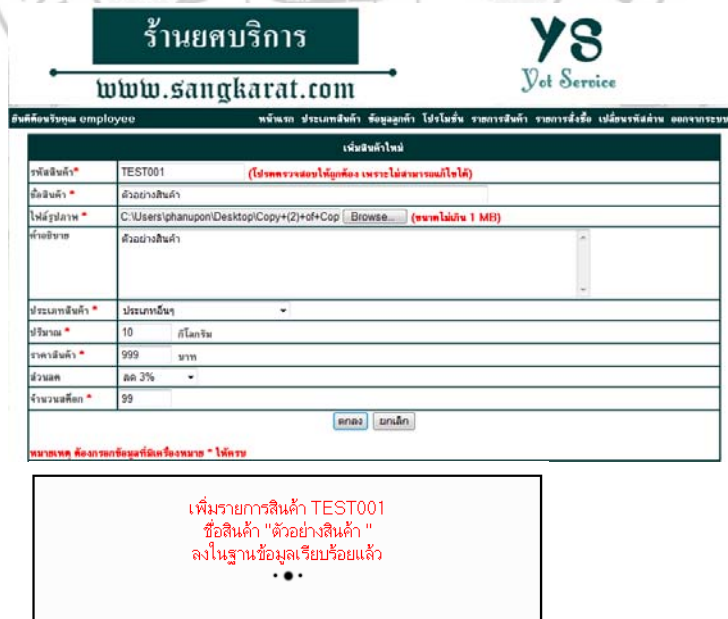 ร้านยศบริการ
www.sangkarat.com
YS
Yot Service
ยินดีต้อนรับคุณ employee
หน้าแรก ประเภทสินค้า ข้อมูลลูกค้า โปรโมชั่น รายการสินค้า รายการสั่งซื้อ เปลี่ยนรหัสผ่าน ออกจากระบบ
เพิ่มสินค้าใหม่
รหัสสินค้า* TEST001 (โปรดตรวจสอบให้ถูกต้อง เพราะไม่สามารถแก้ไขได้)
ชื่อสินค้า * ตัวอย่างสินค้า
ไฟล์รูปภาพ * C:\Users\phanupon\Desktop\Copy+(2)+of+Cop Browse... (ขนาดไม่เกิน 1 MB)
คำอธิบาย ตัวอย่างสินค้า
ประเภทสินค้า * ประเภทอื่นๆ
ปริมาณ * 10 กิโลกรัม
ราคาสินค้า * 999 บาท
ส่วนลด ลด 3%
จำนวนสต๊อก * 99
ตกลง ยกเลิก
หมายเหตุ ต้องกรอกข้อมูลที่มีเครื่องหมาย * ให้ครบ
เพิ่มรายการสินค้า TEST001
ชื่อสินค้า "ตัวอย่างสินค้า "
ลงในฐานข้อมูลเรียบร้อยแล้ว